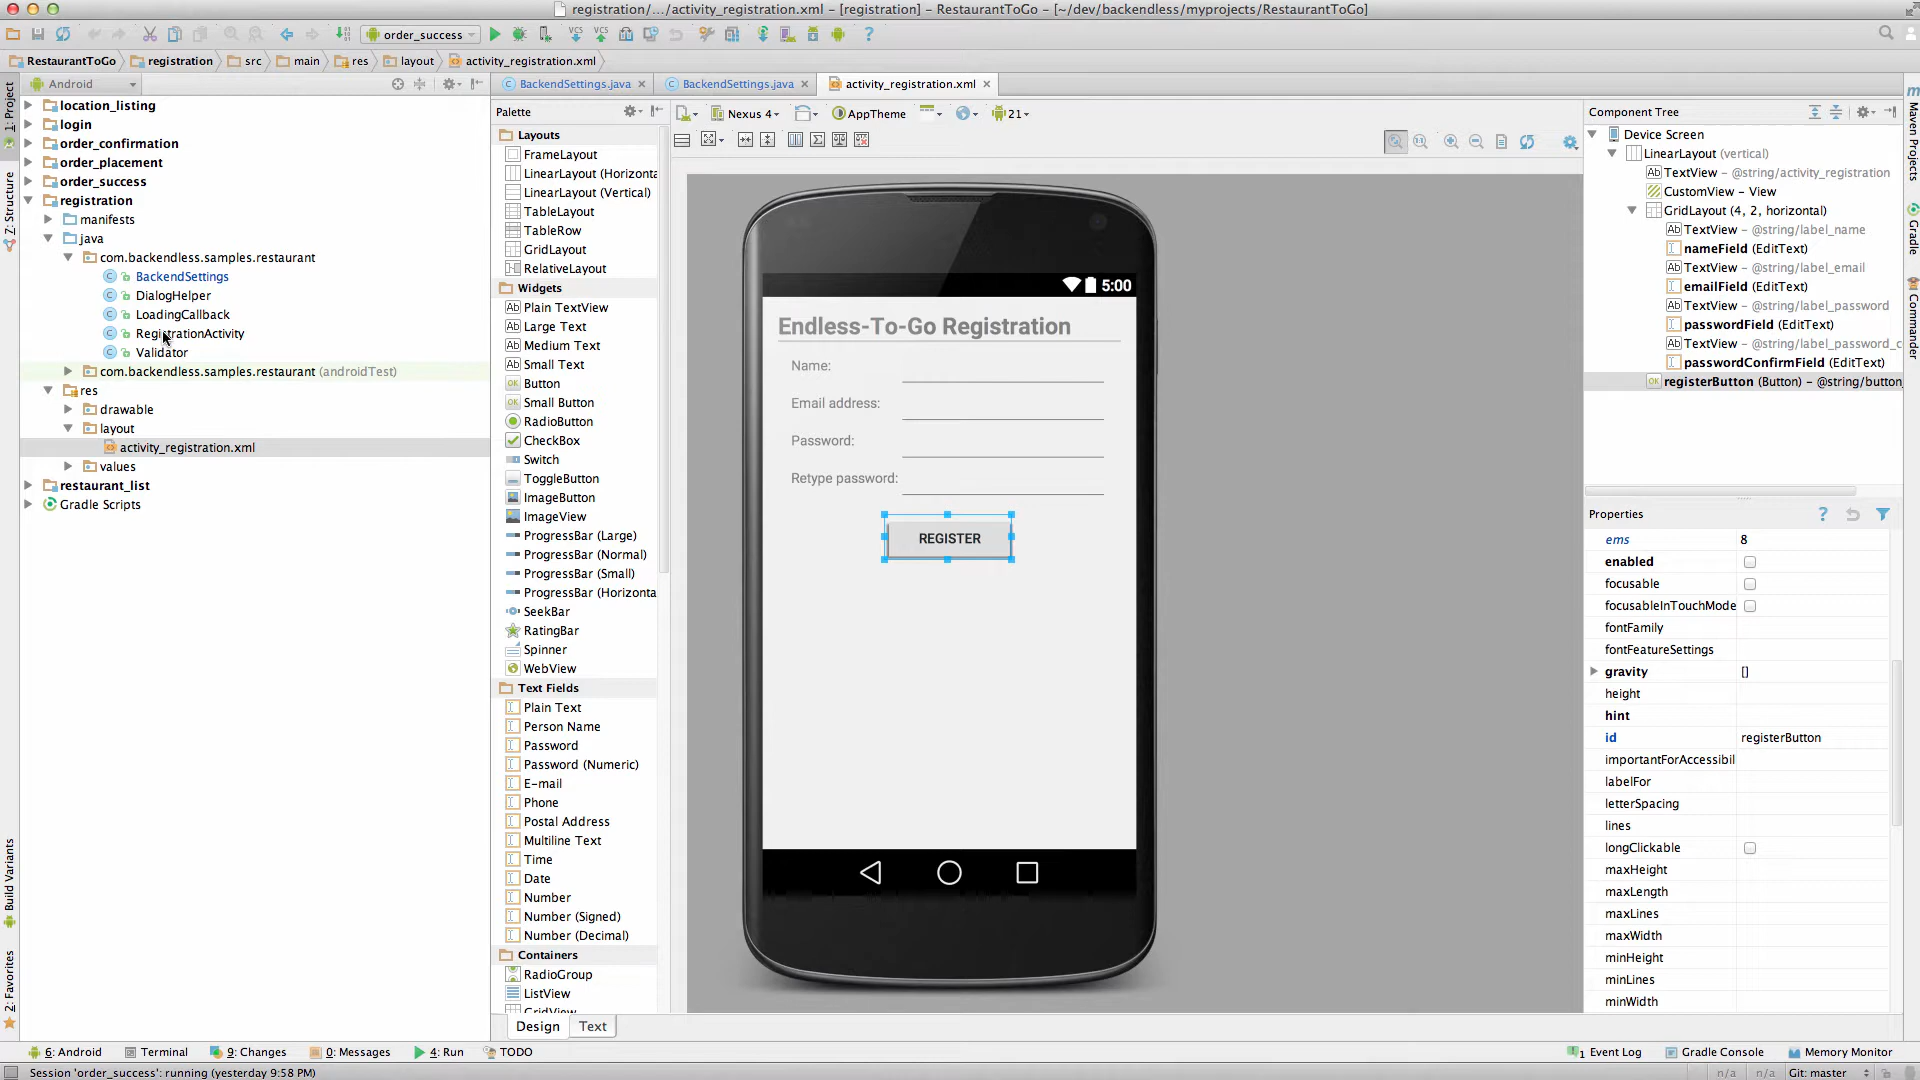 registration/.../activity_registration.xml – [registration] – RestaurantToGo – [~/dev/backendless/myprojects/RestaurantToGo]
order_success
RestaurantToGo registration src main res layout activity_registration.xml
Android
BackendSettings.java
BackendSettings.java
activity_registration.xml
1: Project
Z: Structure
Build Variants
2: Favorites
location_listing
login
order_confirmation
order_placement
order_success
registration
manifests
java
com.backendless.samples.restaurant
BackendSettings
DialogHelper
LoadingCallback
RegistrationActivity
Validator
com.backendless.samples.restaurant (androidTest)
res
drawable
layout
activity_registration.xml
values
restaurant_list
Gradle Scripts
Palette
Layouts
FrameLayout
LinearLayout (Horizonta
LinearLayout (Vertical)
TableLayout
TableRow
GridLayout
RelativeLayout
Widgets
Plain TextView
Large Text
Medium Text
Small Text
Button
Small Button
RadioButton
CheckBox
Switch
ToggleButton
ImageButton
ImageView
ProgressBar (Large)
ProgressBar (Normal)
ProgressBar (Small)
ProgressBar (Horizonta
SeekBar
RatingBar
Spinner
WebView
Text Fields
Plain Text
Person Name
Password
Password (Numeric)
E-mail
Phone
Postal Address
Multiline Text
Time
Date
Number
Number (Signed)
Number (Decimal)
Containers
RadioGroup
ListView
GridView
Design Text
Nexus 4 AppTheme 21
5:00
Endless-To-Go Registration
Name:
Email address:
Password:
Retype password:
REGISTER
Component Tree
Device Screen
LinearLayout (vertical)
TextView – @string/activity_registration
CustomView – View
GridLayout (4, 2, horizontal)
TextView – @string/label_name
nameField (EditText)
TextView – @string/label_email
emailField (EditText)
TextView – @string/label_password
passwordField (EditText)
TextView – @string/label_password_c
passwordConfirmField (EditText)
registerButton (Button) – @string/button_
Properties
ems 8
enabled
focusable
focusableInTouchMode
fontFamily
fontFeatureSettings
gravity []
height
hint
id registerButton
importantForAccessibil
labelFor
letterSpacing
lines
longClickable
maxHeight
maxLength
maxLines
maxWidth
minHeight
minLines
minWidth
Maven Projects
Gradle
Commander
6: Android Terminal 9: Changes 0: Messages 4: Run TODO
1 Event Log Gradle Console Memory Monitor
Session 'order_success': running (yesterday 9:58 PM)
n/a n/a Git: master